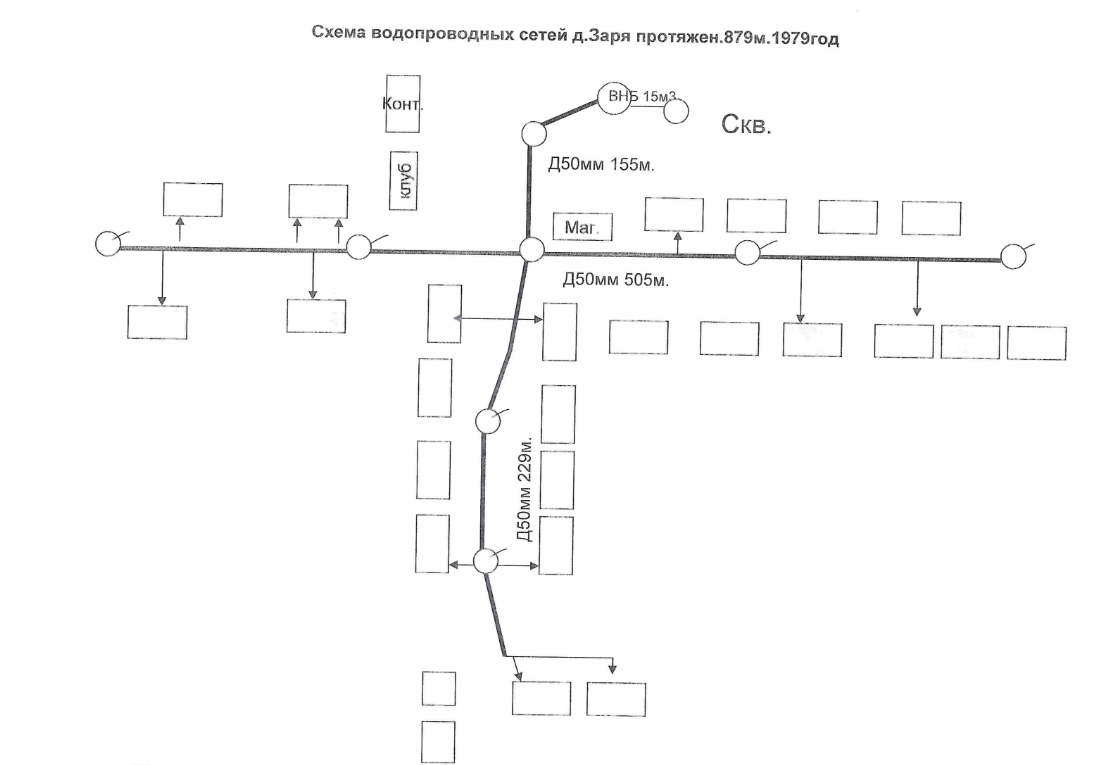 Схема водопроводных сетей д.Заря протяжен.879м.1979год
Конт.
ВНБ 15м3.
Скв.
клуб
Д50мм 155м.
Маг.
Д50мм 505м.
Д50мм 229м.